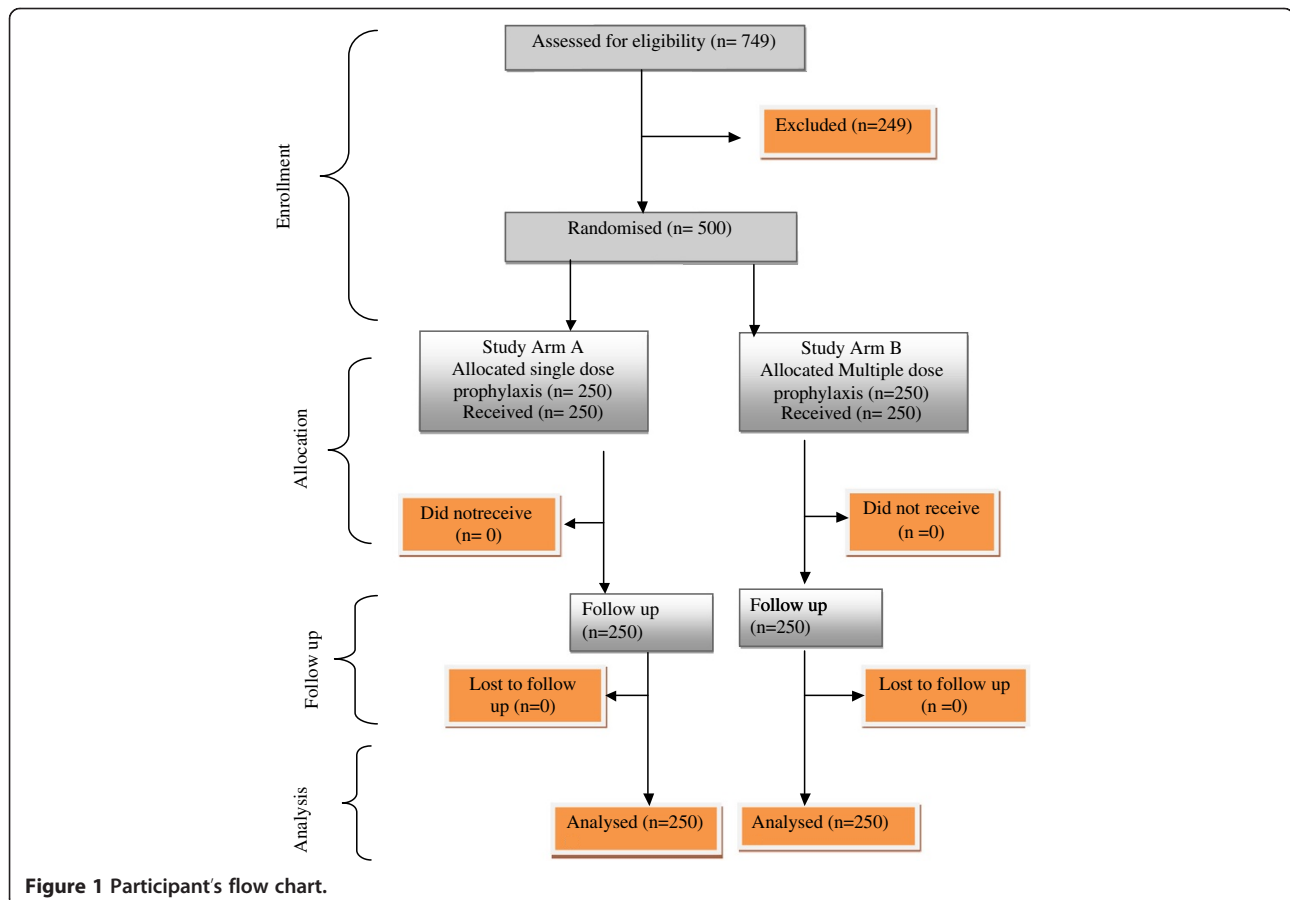 Enrollment
Assessed for eligibility (n= 749)
Excluded (n=249)
Randomised (n= 500)
Allocation
Study Arm A
Allocated single dose
prophylaxis (n= 250)
Received (n= 250)
Study Arm B
Allocated Multiple dose
prophylaxis (n=250)
Received (n= 250)
Did notreceive
(n= 0)
Did not receive
(n =0)
Follow up
Follow up
(n=250)
Follow up
(n=250)
Lost to follow
up (n=0)
Lost to follow up
(n =0)
Analysis
Analysed (n=250)
Analysed (n=250)
Figure 1 Participant's flow chart.